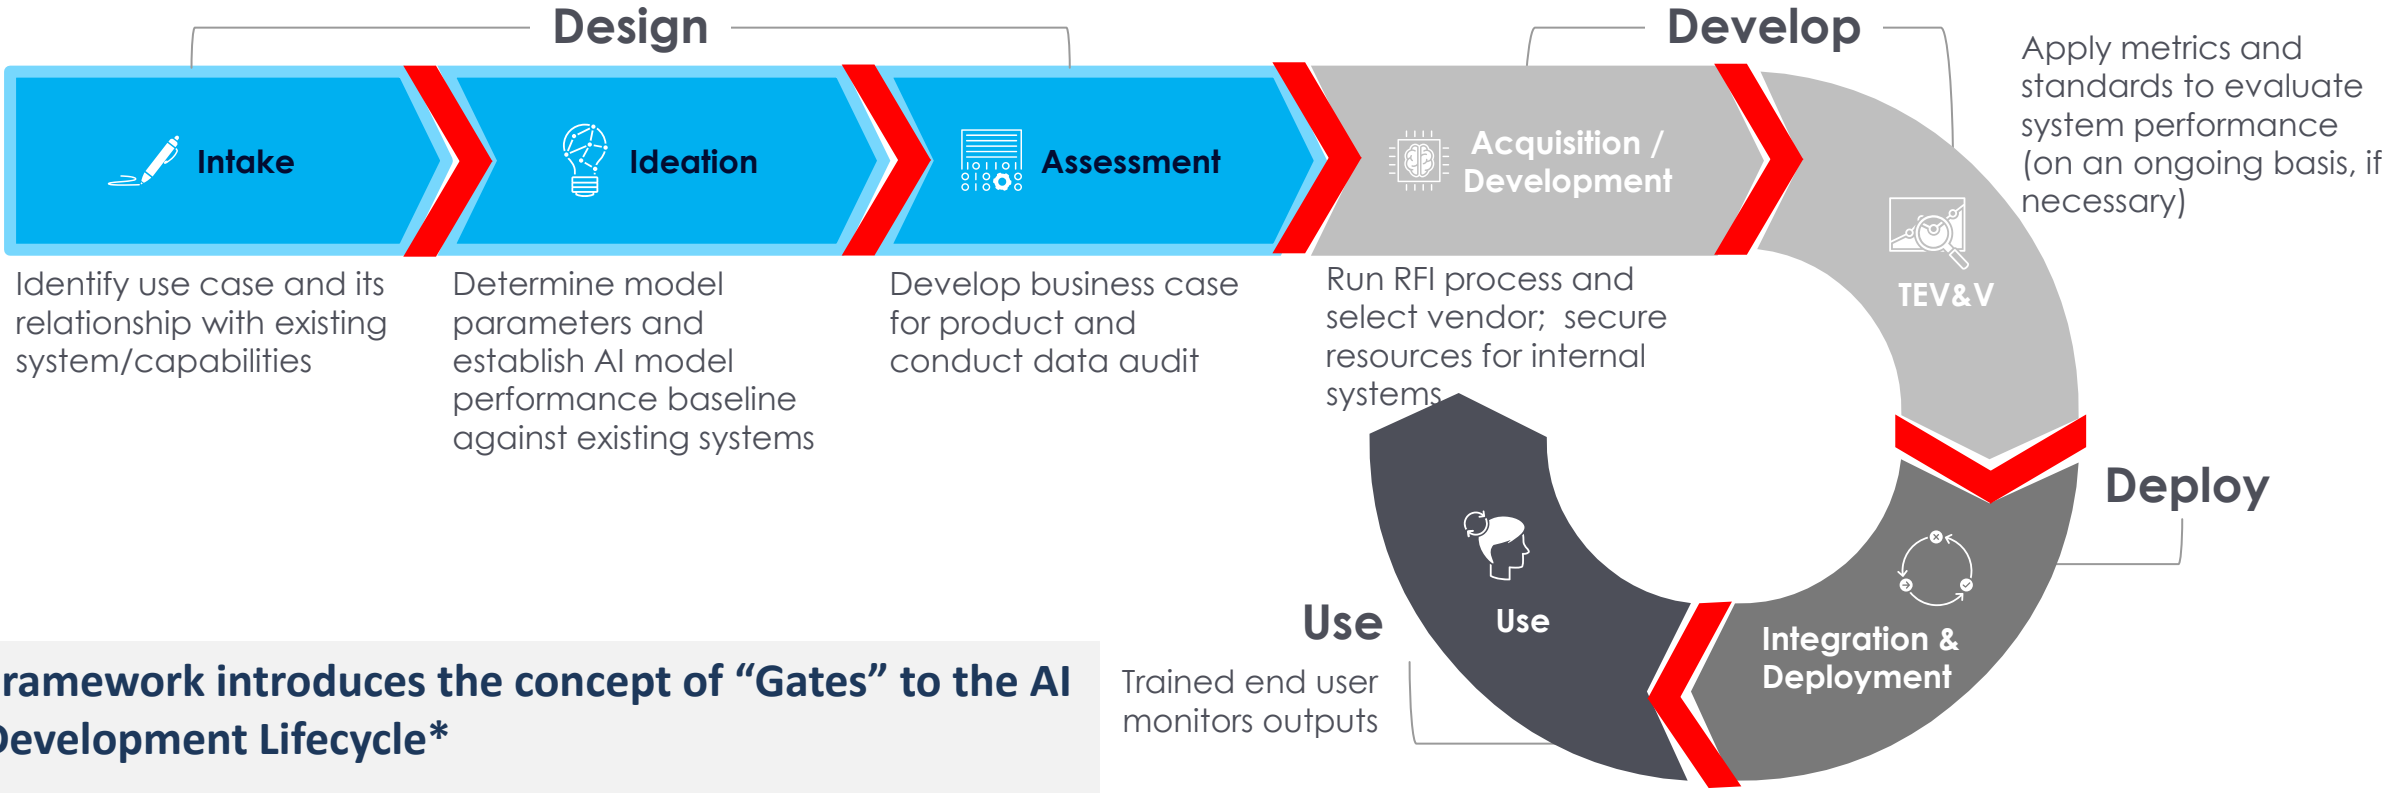 Design
Develop
Intake
Ideation
Assessment
Acquisition /
Development
TEV&V
Apply metrics and
standards to evaluate
system performance
(on an ongoing basis, if
necessary)
Identify use case and its
relationship with existing
system/capabilities
Determine model
parameters and
establish AI model
performance baseline
against existing systems
Develop business case
for product and
conduct data audit
Run RFI process and
select vendor; secure
resources for internal
systems
Deploy
Integration &
Deployment
Use
Use
Trained end user
monitors outputs
ramework introduces the concept of “Gates” to the AI
Development Lifecycle*